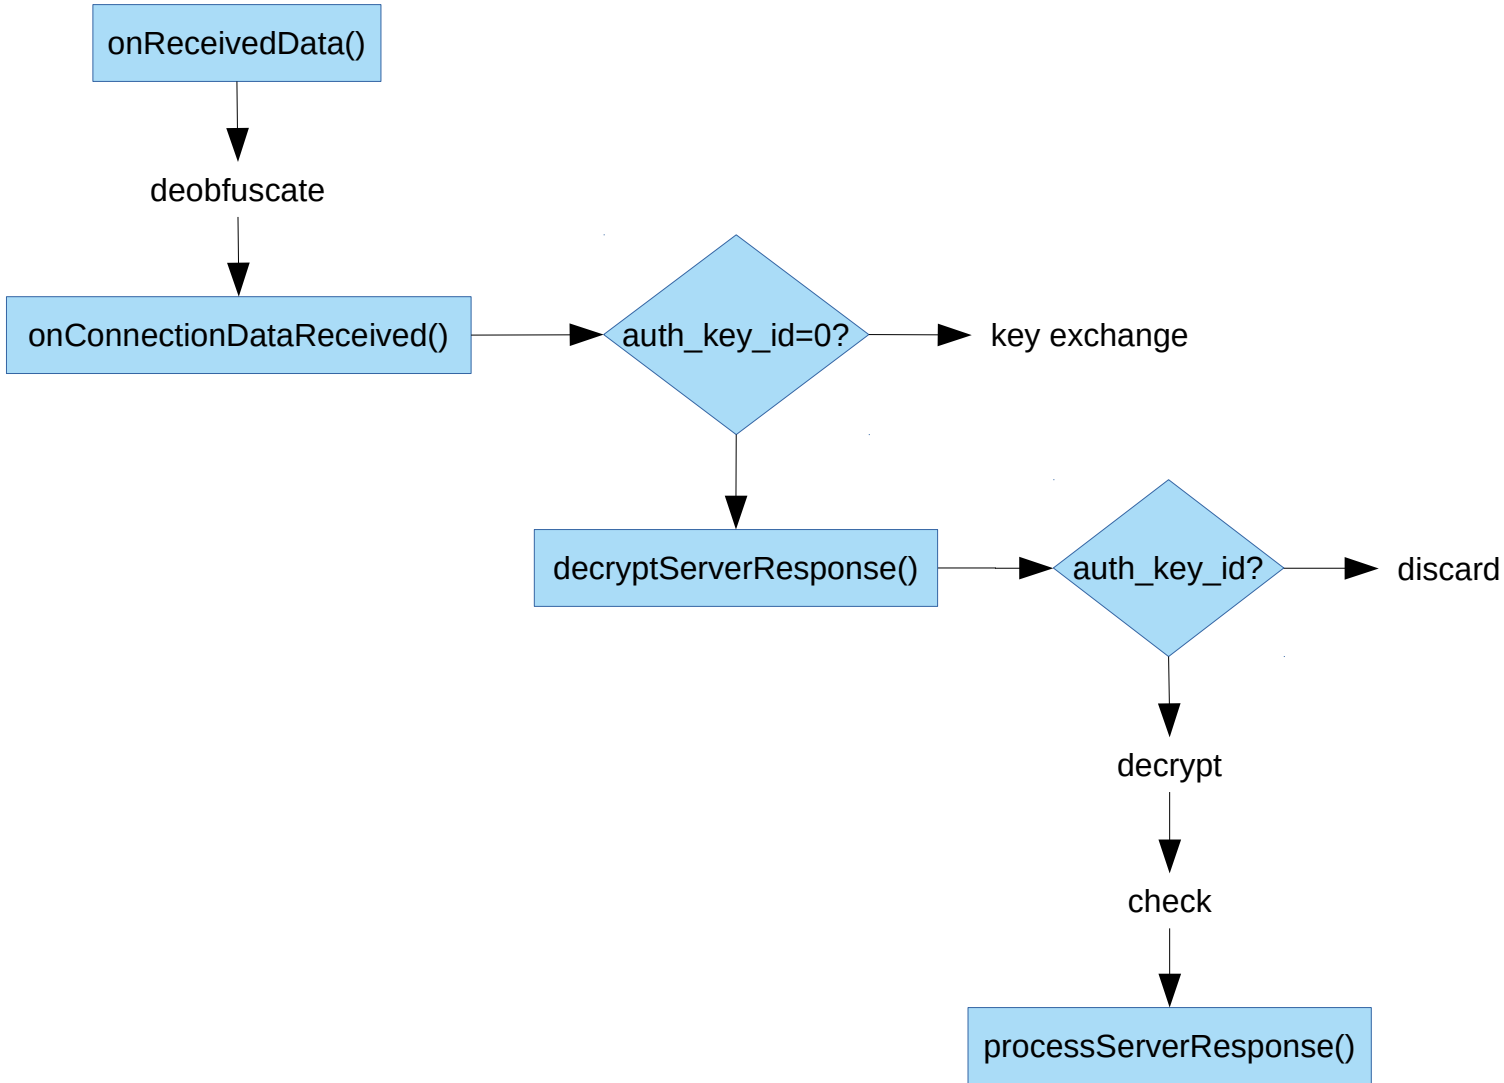 onReceivedData()
deobfuscate
onConnectionDataReceived()
auth_key_id=0?
key exchange
decryptServerResponse()
auth_key_id?
discard
decrypt
check
processServerResponse()